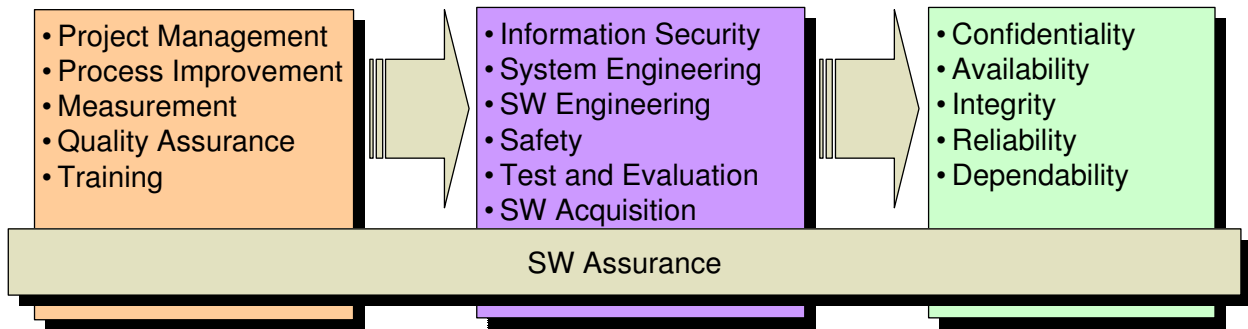 • Project Management
• Process Improvement
• Measurement
• Quality Assurance
• Training
• Information Security
• System Engineering
• SW Engineering
• Safety
• Test and Evaluation
• SW Acquisition
• Confidentiality
• Availability
• Integrity
• Reliability
• Dependability
SW Assurance